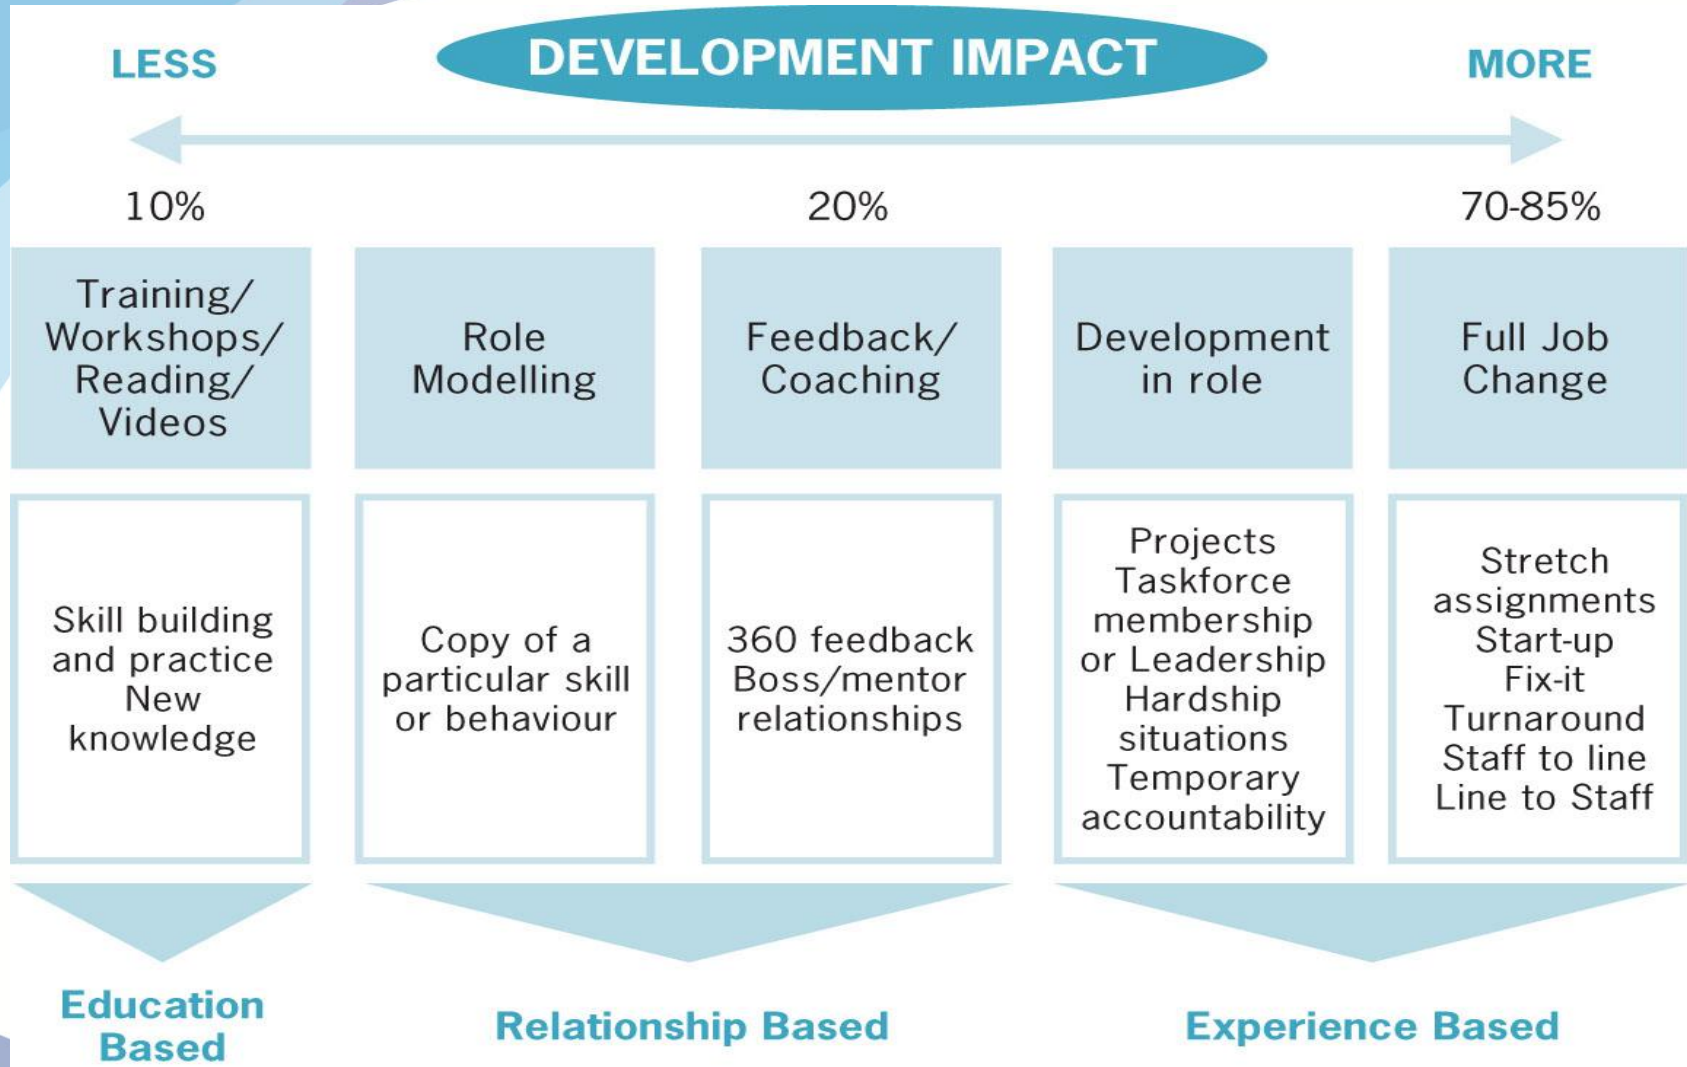 LESS
DEVELOPMENT IMPACT
MORE
10%
20%
70-85%
Training/
Workshops/
Reading/
Videos
Role
Modelling
Feedback/
Coaching
Development
in role
Full Job
Change
Skill building
and practice
New
knowledge
Copy of a
particular skill
or behaviour
360 feedback
Boss/mentor
relationships
Projects
Taskforce
membership
or Leadership
Hardship
situations
Temporary
accountability
Stretch
assignments
Start-up
Fix-it
Turnaround
Staff to line
Line to Staff
Education
Based
Relationship Based
Experience Based